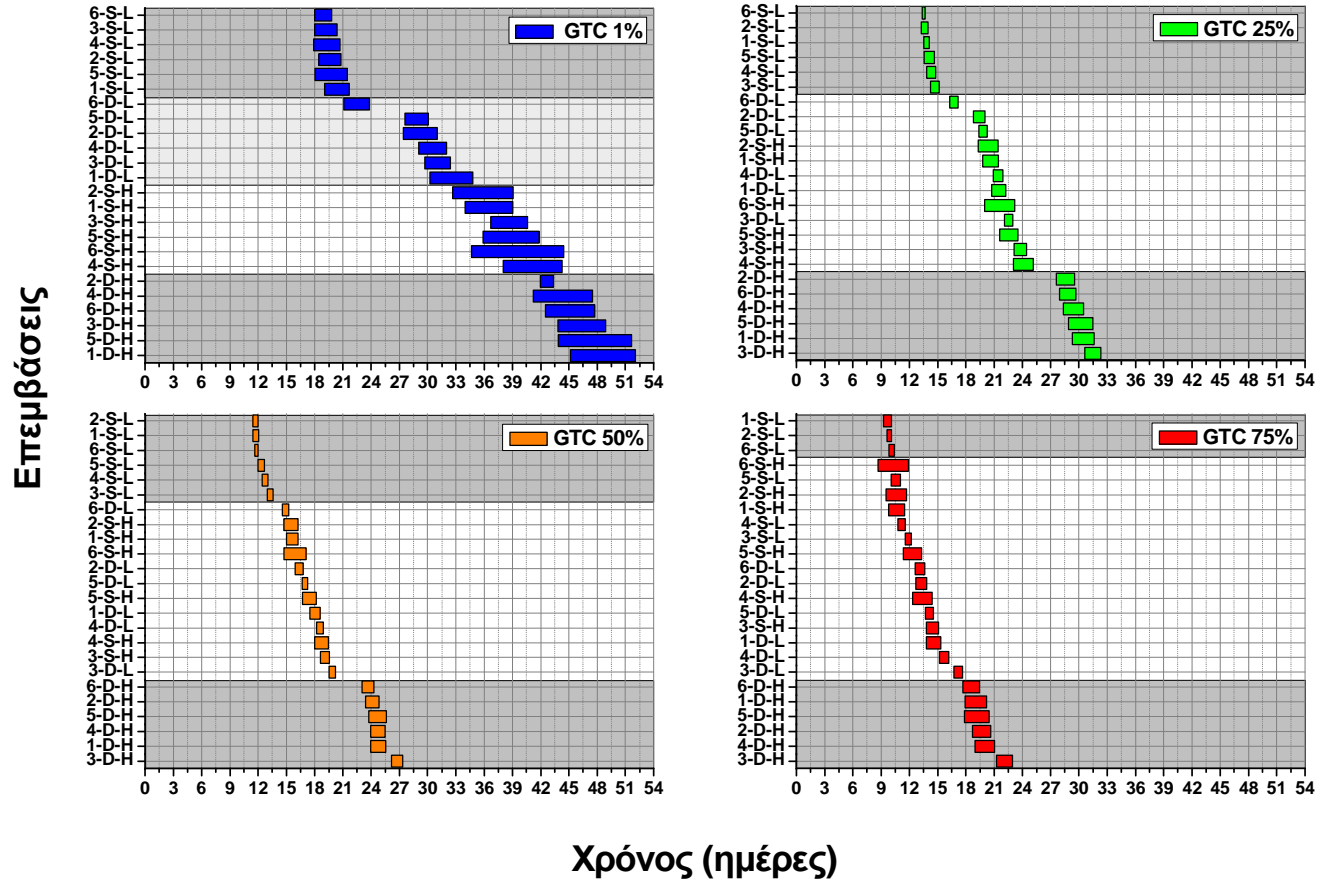 Επεμβάσεις
GTC 1%
6-S-L
3-S-L
4-S-L
2-S-L
5-S-L
1-S-L
6-D-L
5-D-L
2-D-L
4-D-L
3-D-L
1-D-L
2-S-H
1-S-H
3-S-H
5-S-H
6-S-H
4-S-H
2-D-H
4-D-H
6-D-H
3-D-H
5-D-H
1-D-H
0 3 6 9 12 15 18 21 24 27 30 33 36 39 42 45 48 51 54
GTC 25%
6-S-L
2-S-L
1-S-L
5-S-L
4-S-L
3-S-L
6-D-L
2-D-L
5-D-L
2-S-H
1-S-H
4-D-L
1-D-L
6-S-H
3-D-L
5-S-H
3-S-H
4-S-H
2-D-H
6-D-H
4-D-H
5-D-H
1-D-H
3-D-H
0 3 6 9 12 15 18 21 24 27 30 33 36 39 42 45 48 51 54
GTC 50%
2-S-L
1-S-L
6-S-L
5-S-L
4-S-L
3-S-L
6-D-L
2-S-H
1-S-H
6-S-H
2-D-L
5-D-L
5-S-H
1-D-L
4-D-L
4-S-H
3-S-H
3-D-L
6-D-H
2-D-H
5-D-H
4-D-H
1-D-H
3-D-H
0 3 6 9 12 15 18 21 24 27 30 33 36 39 42 45 48 51 54
GTC 75%
1-S-L
2-S-L
6-S-L
6-S-H
5-S-L
2-S-H
1-S-H
4-S-L
3-S-L
5-S-H
6-D-L
2-D-L
4-S-H
5-D-L
3-S-H
1-D-L
4-D-L
3-D-L
6-D-H
1-D-H
5-D-H
2-D-H
4-D-H
3-D-H
0 3 6 9 12 15 18 21 24 27 30 33 36 39 42 45 48 51 54
Χρόνος (ημέρες)